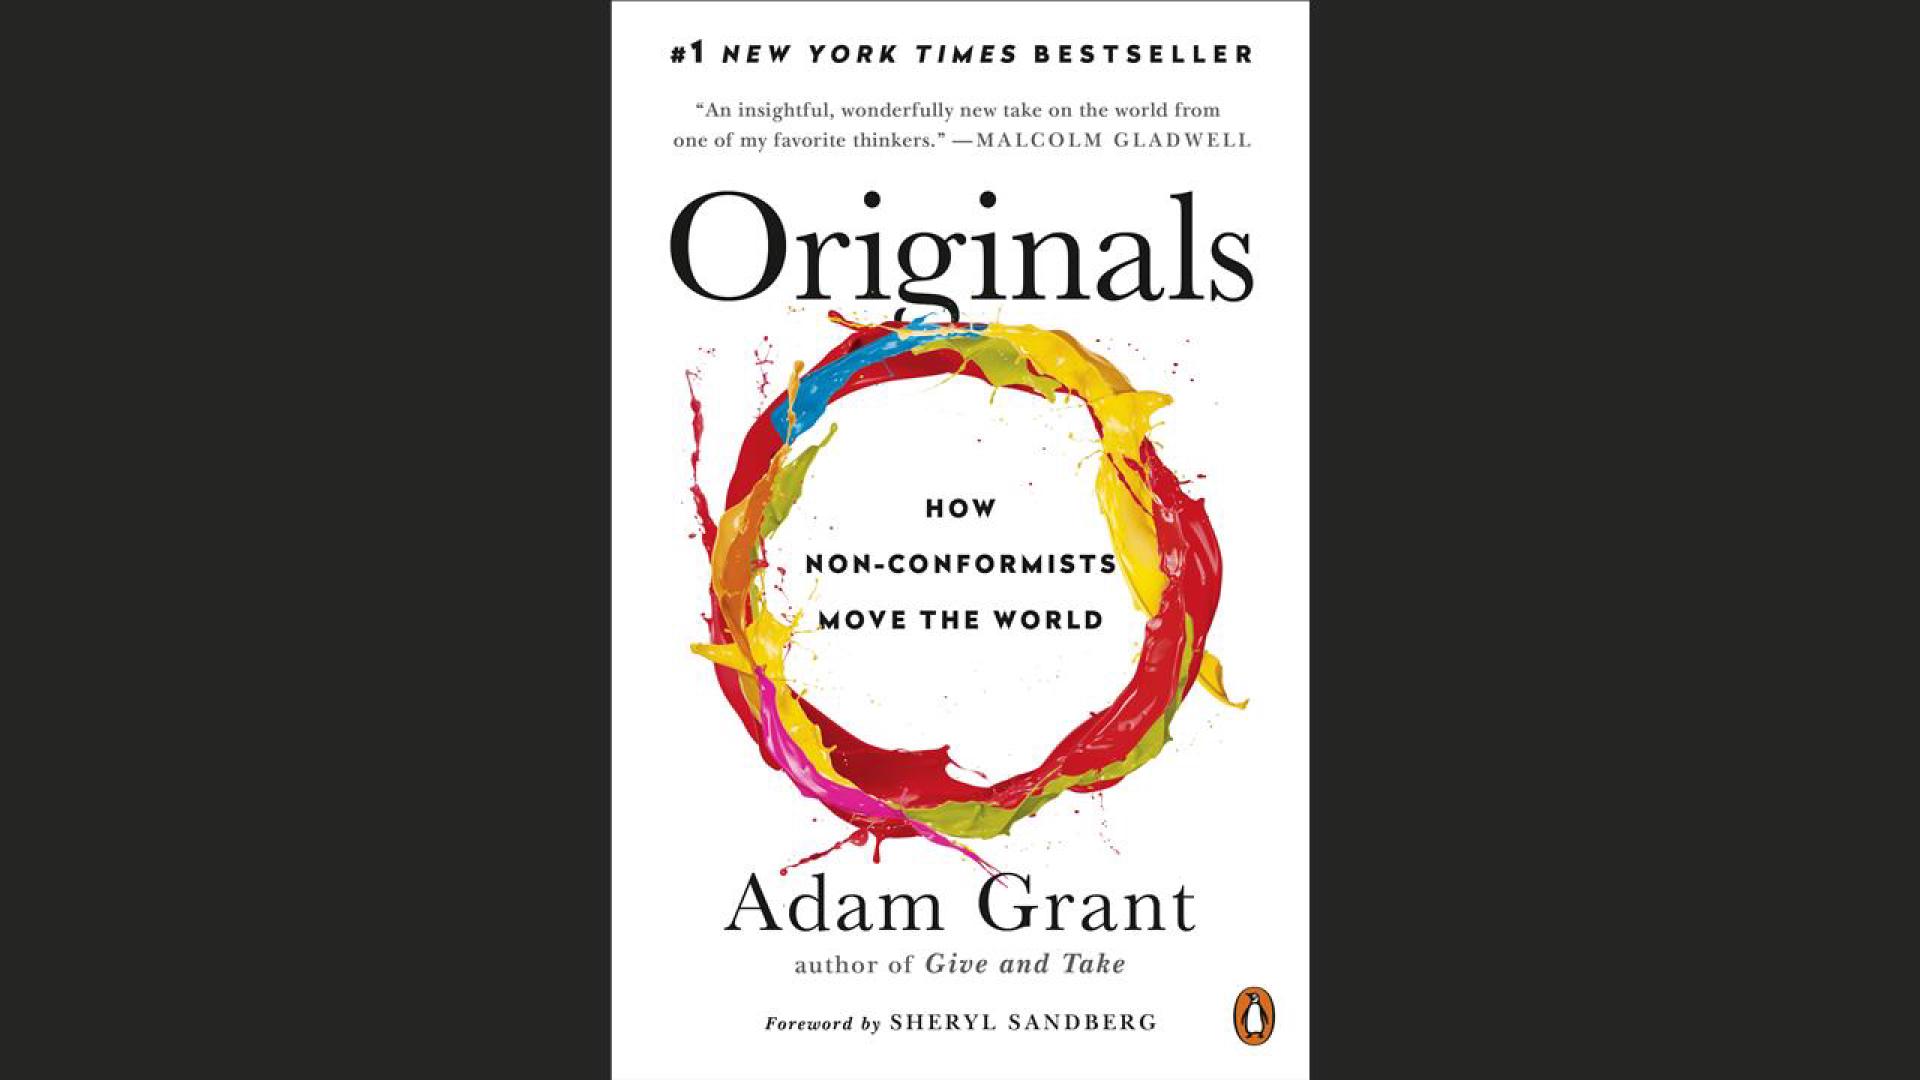 #1 NEW YORK TIMES BESTSELLER
“An insightful, wonderfully new take on the world from
one of my favorite thinkers.” —MALCOLM GLADWELL
Originals
HOW
NON-CONFORMISTS
MOVE THE WORLD
Adam Grant
author of Give and Take
Foreword by SHERYL SANDBERG